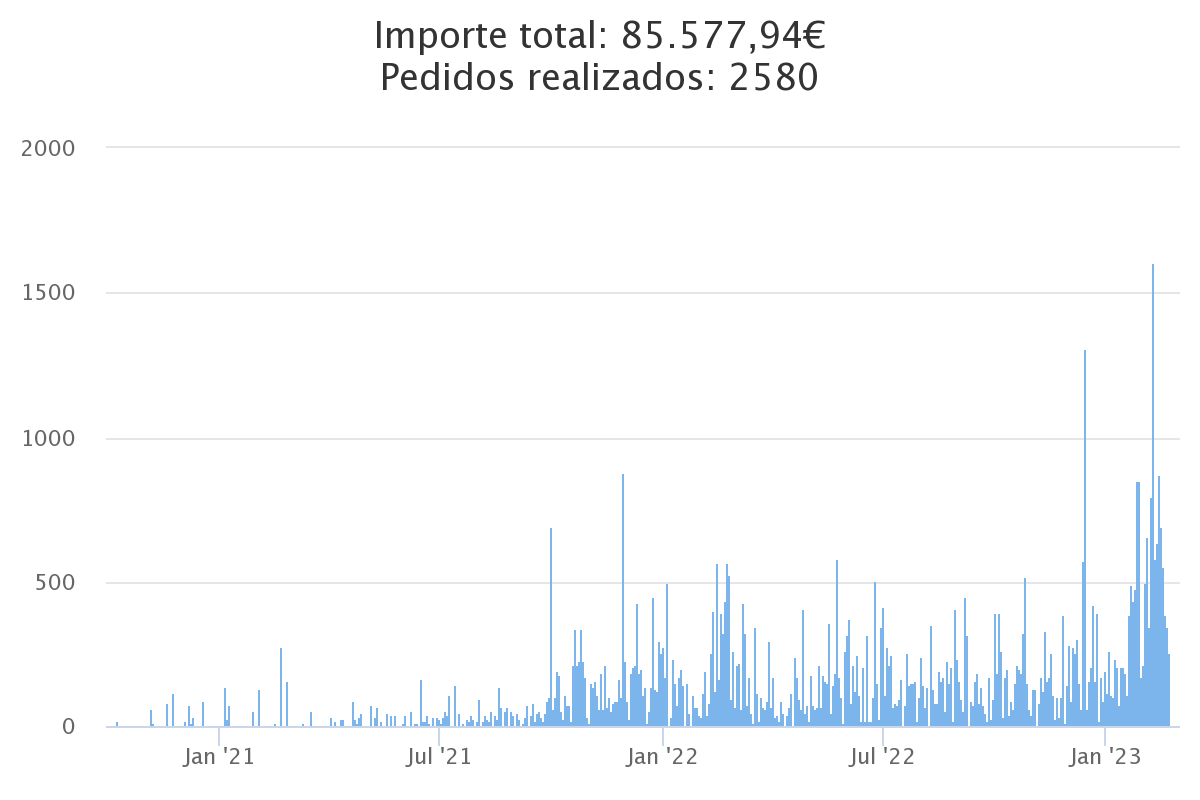 Importe total: 85.577,94€
Pedidos realizados: 2580
2000
1500
1000
500
0
Jan '21
Jul '21
Jan '22
Jul '22
Jan '23